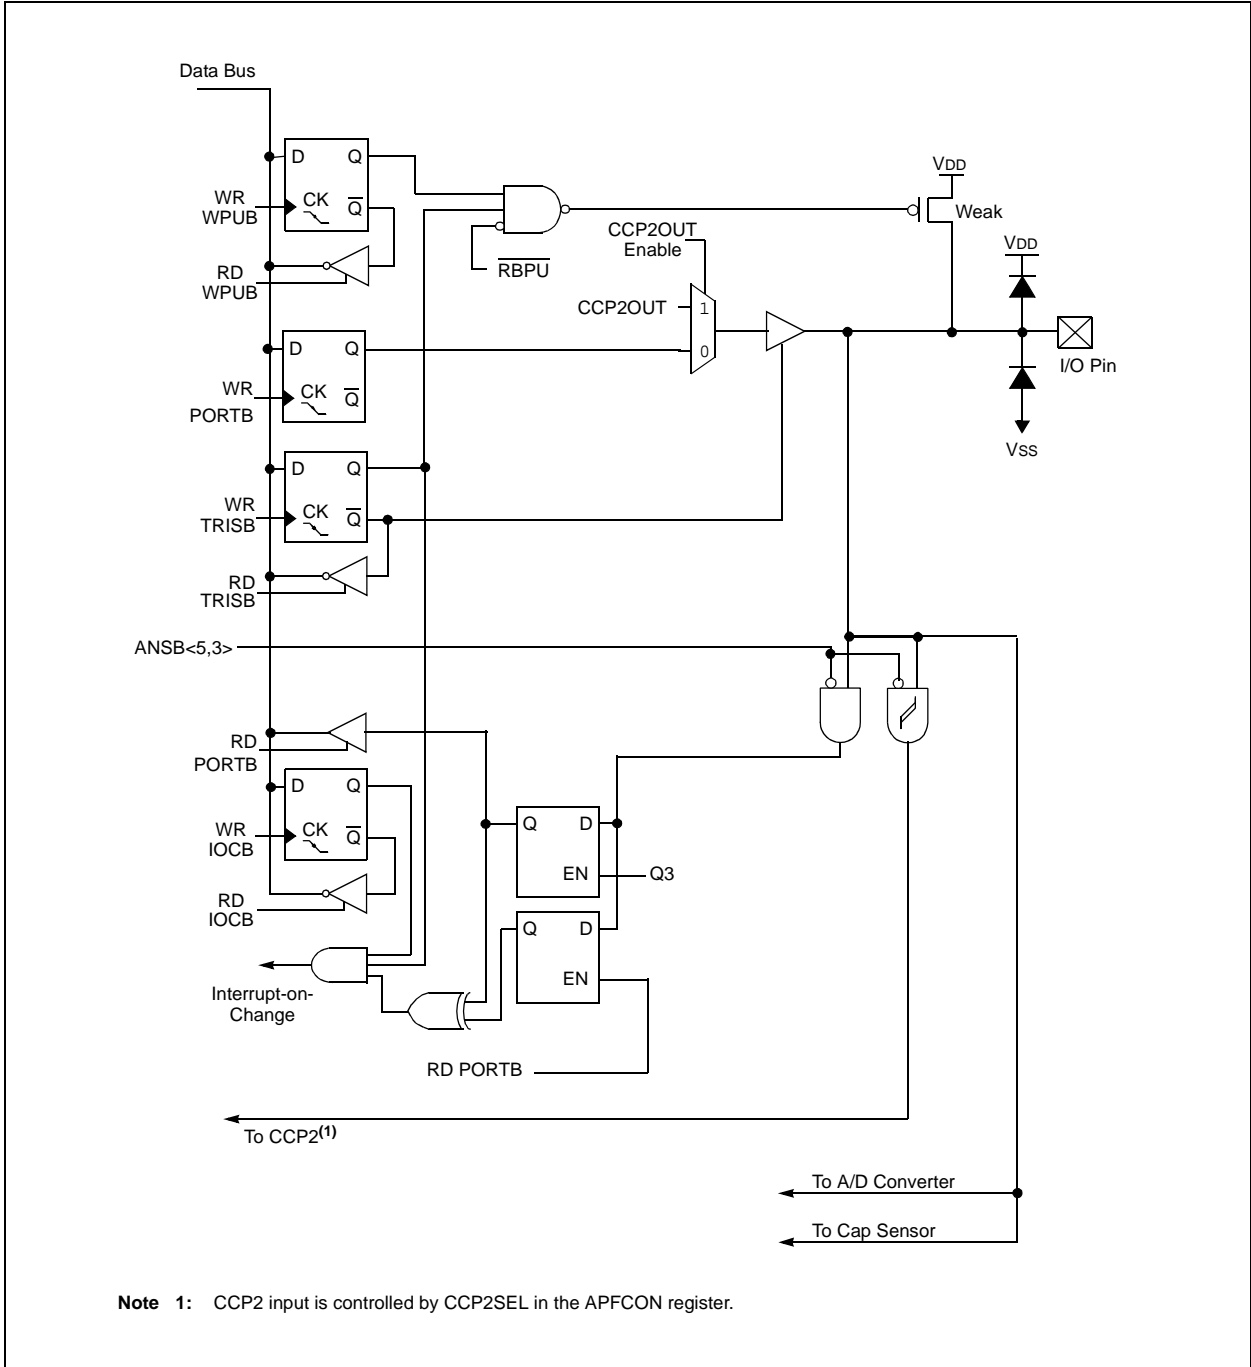 Data Bus
D Q
WR
WPUB
CK
Q̅
RD
WPUB
R̅B̅P̅U̅
VDD
Weak
CCP2OUT
Enable
CCP2OUT
1
0
VDD
I/O Pin
VSS
D Q
WR
PORTB
CK
Q̅
D Q
WR
TRISB
CK
Q̅
RD
TRISB
ANSB<5,3>
RD
PORTB
D Q
WR
IOCB
CK
Q̅
RD
IOCB
Q D
EN
Q3
Q D
EN
Interrupt-on-
Change
RD PORTB
To CCP2(1)
To A/D Converter
To Cap Sensor
Note 1: CCP2 input is controlled by CCP2SEL in the APFCON register.